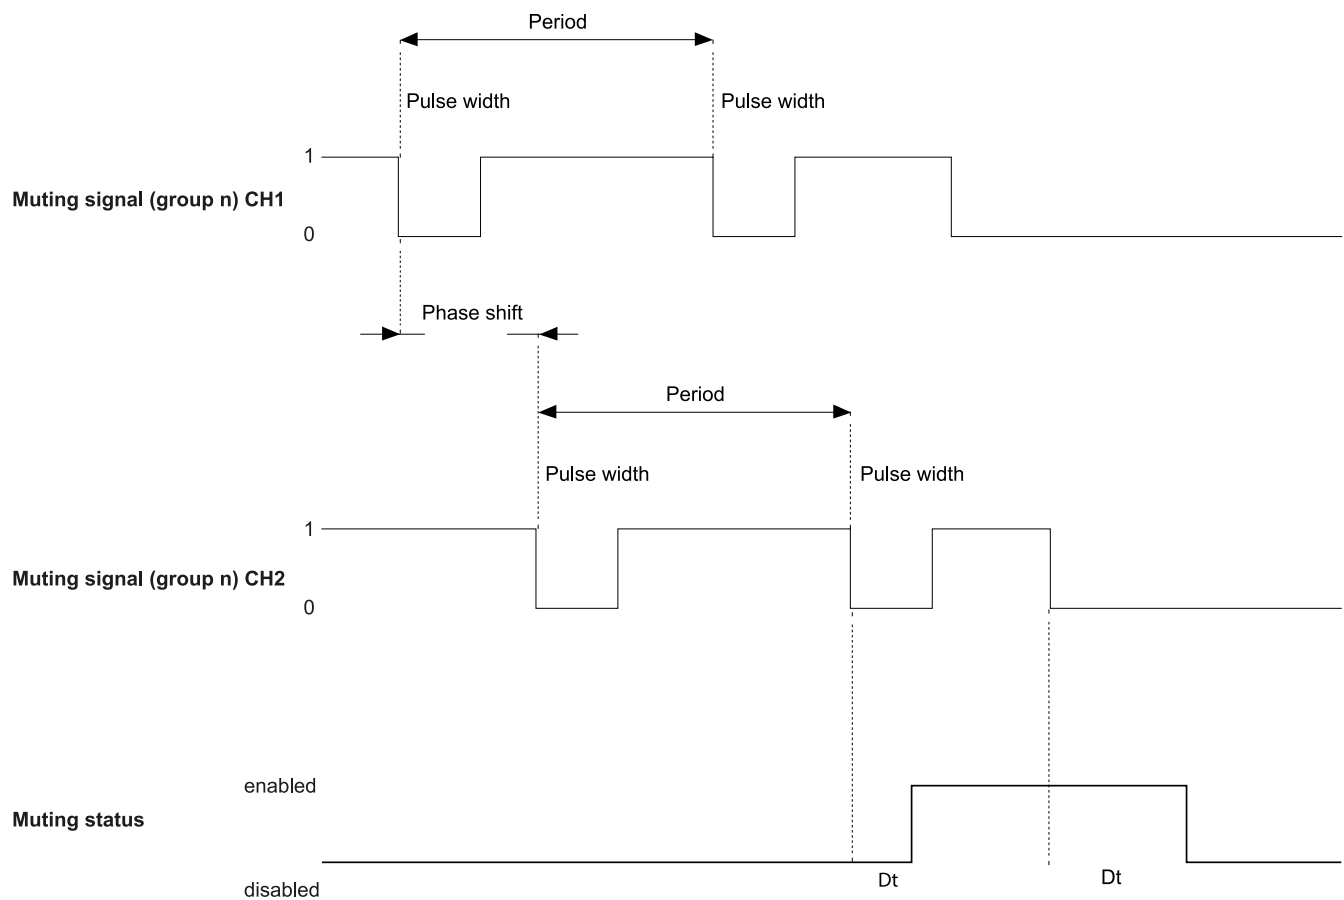 Period
Pulse width
Pulse width
1
Muting signal (group n) CH1
0
Phase shift
Period
Pulse width
Pulse width
1
Muting signal (group n) CH2
0
enabled
Muting status
disabled
Dt
Dt